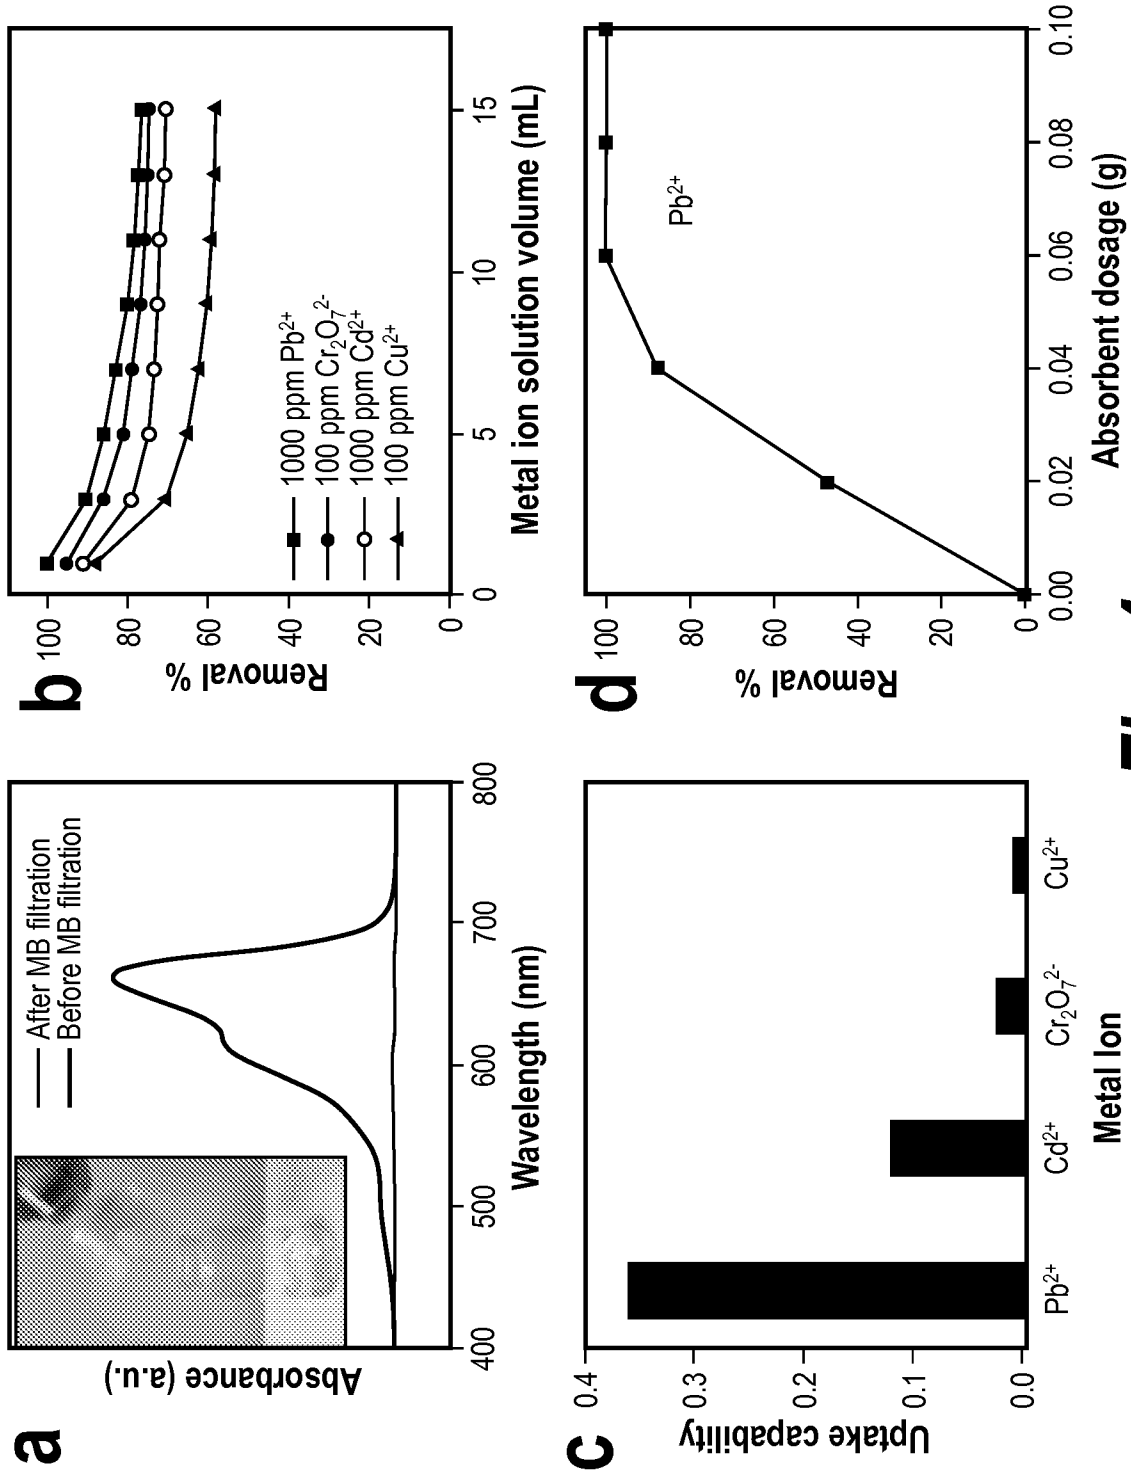 a
Absorbance (a.u.)
After MB filtration
Before MB filtration
400 500 600 700 800
Wavelength (nm)
b
Removal %
100
80
60
40
20
0
1000 ppm Pb²⁺
100 ppm Cr₂O₇²⁻
1000 ppm Cd²⁺
100 ppm Cu²⁺
0 5 10 15
Metal ion solution volume (mL)
c
Uptake capability
0.4
0.3
0.2
0.1
0.0
Pb²⁺ Cd²⁺ Cr₂O₇²⁻ Cu²⁺
Metal Ion
d
Removal %
100
80
60
40
20
0
Pb²⁺
0.00 0.02 0.04 0.06 0.08 0.10
Absorbent dosage (g)